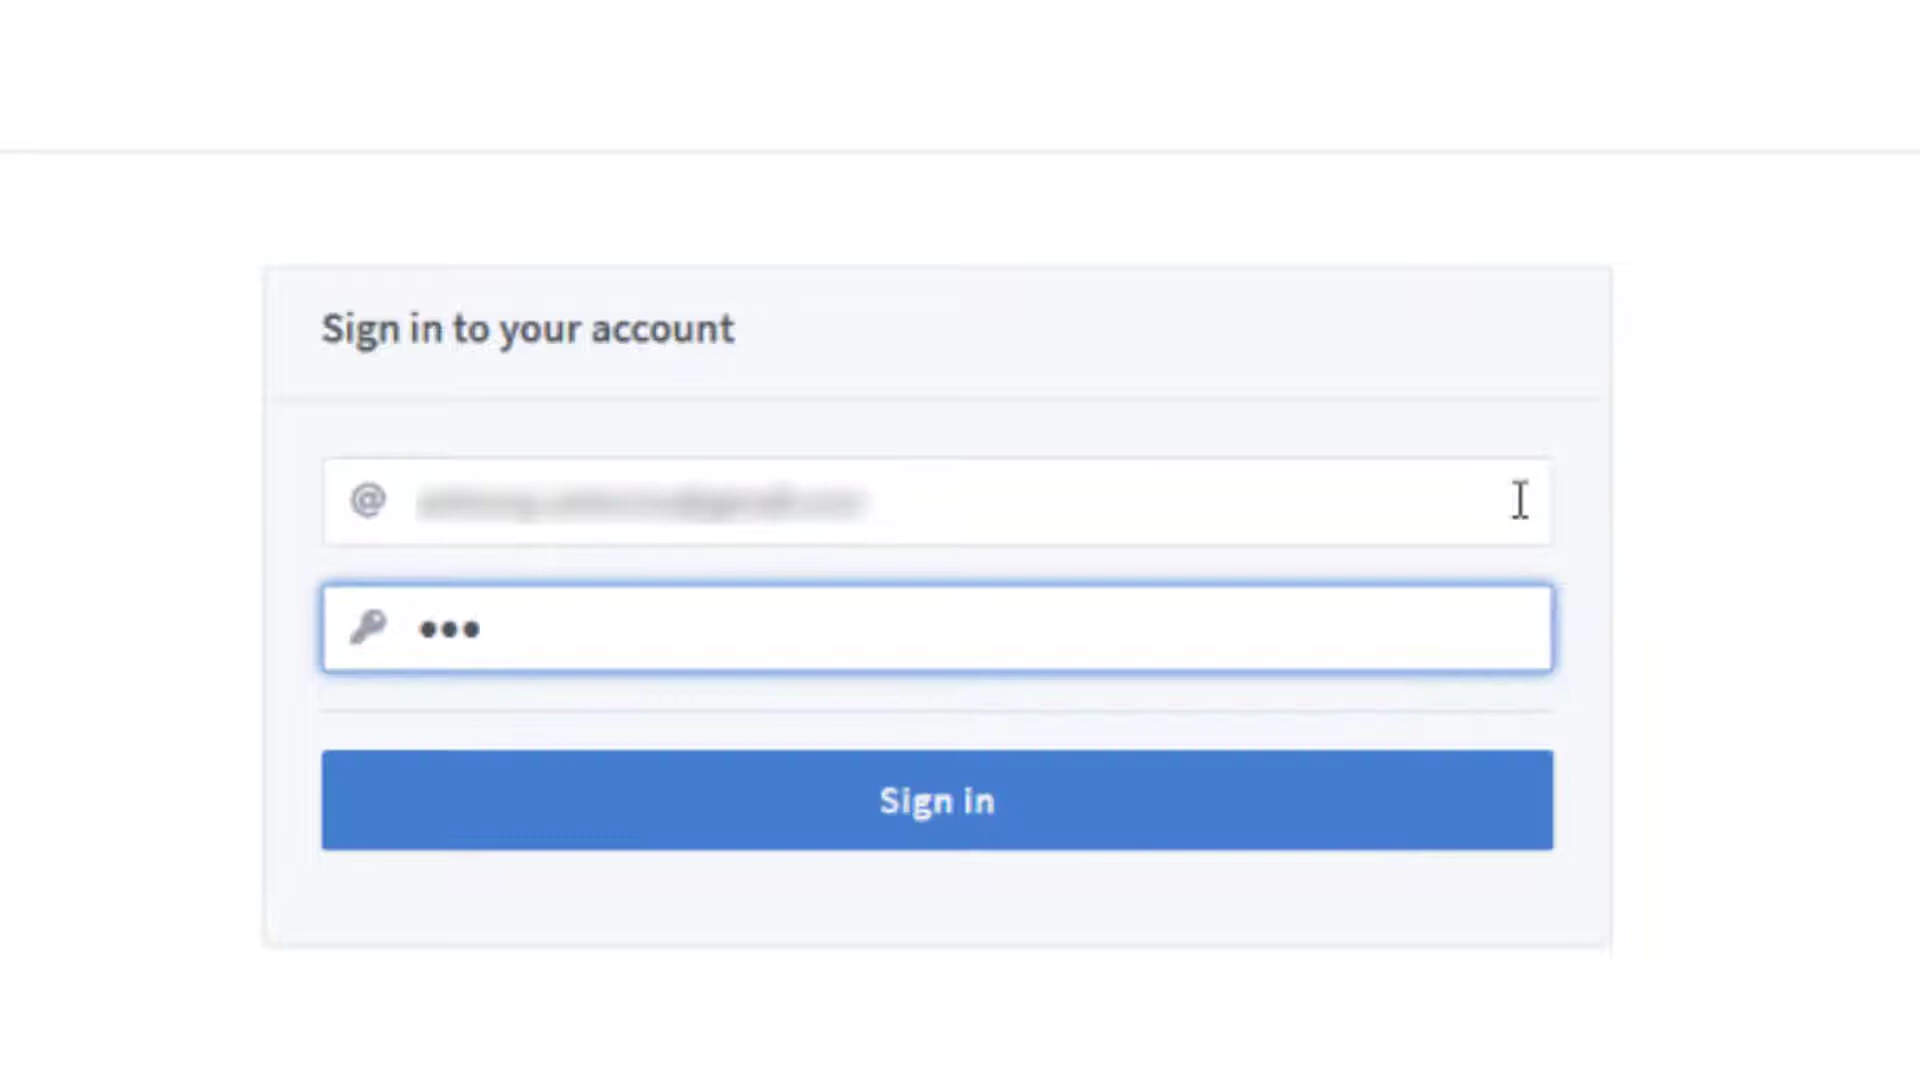 Sign in to your account
@
•••
Sign in